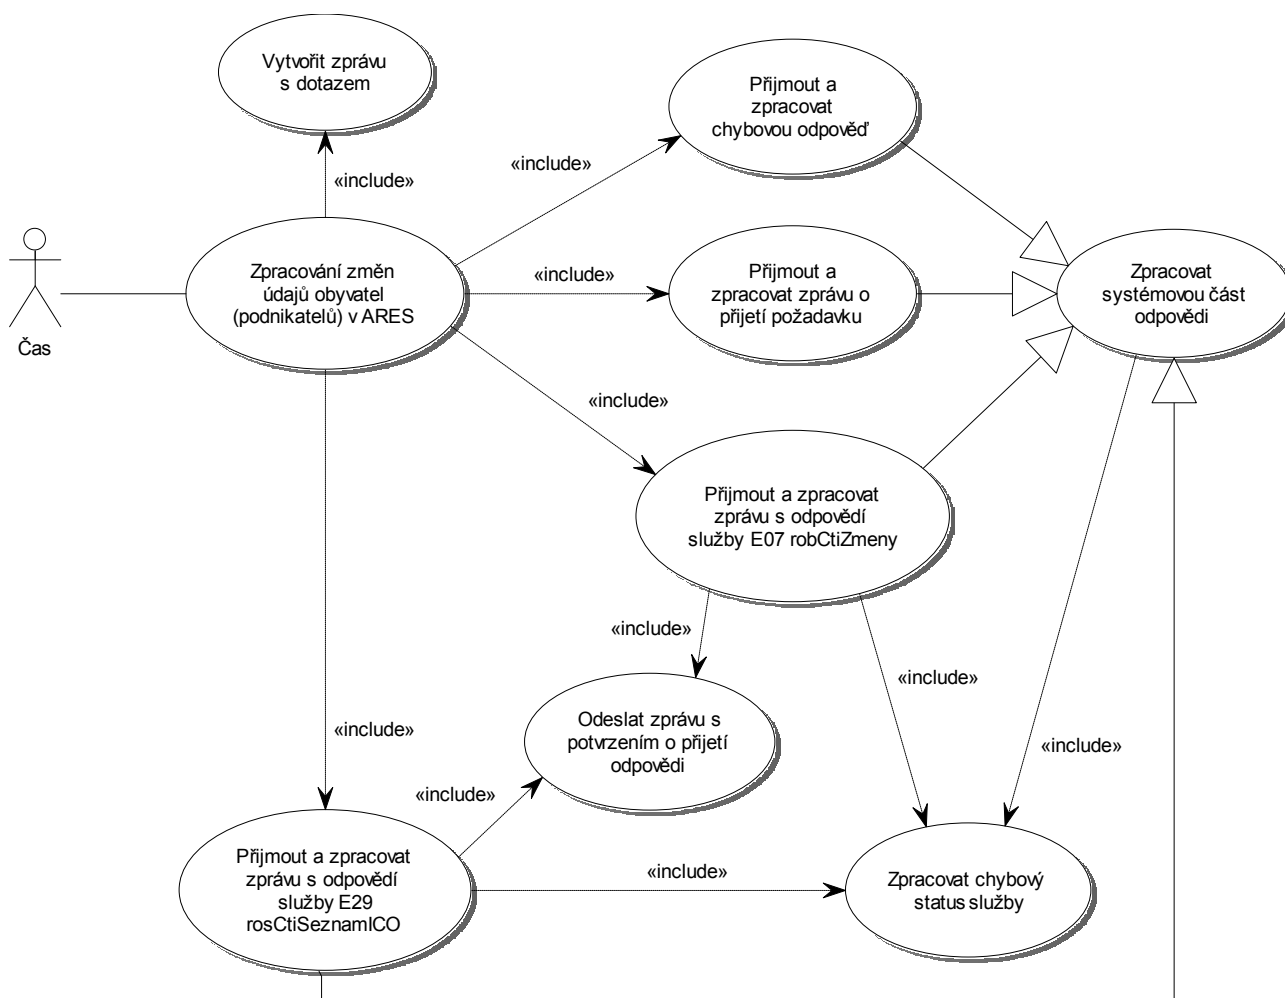 Vytvořit zprávu
s dotazem
Přijmout a
zpracovat
chybovou odpověď
«include»
«include»
Zpracování změn
údajů obyvatel
(podnikatelů) v ARES
«include»
Přijmout a
zpracovat zprávu o
přijetí požadavku
Zpracovat
systémovou část
odpovědi
Čas
«include»
Přijmout a zpracovat
zprávu s odpovědí
služby E07 robCtiZmeny
«include»
«include»
«include»
«include»
Odeslat zprávu s
potvrzením o přijetí
odpovědi
«include»
Přijmout a zpracovat
zprávu s odpovědí
služby E29
rosCtiSeznamICO
«include»
Zpracovat chybový
status služby